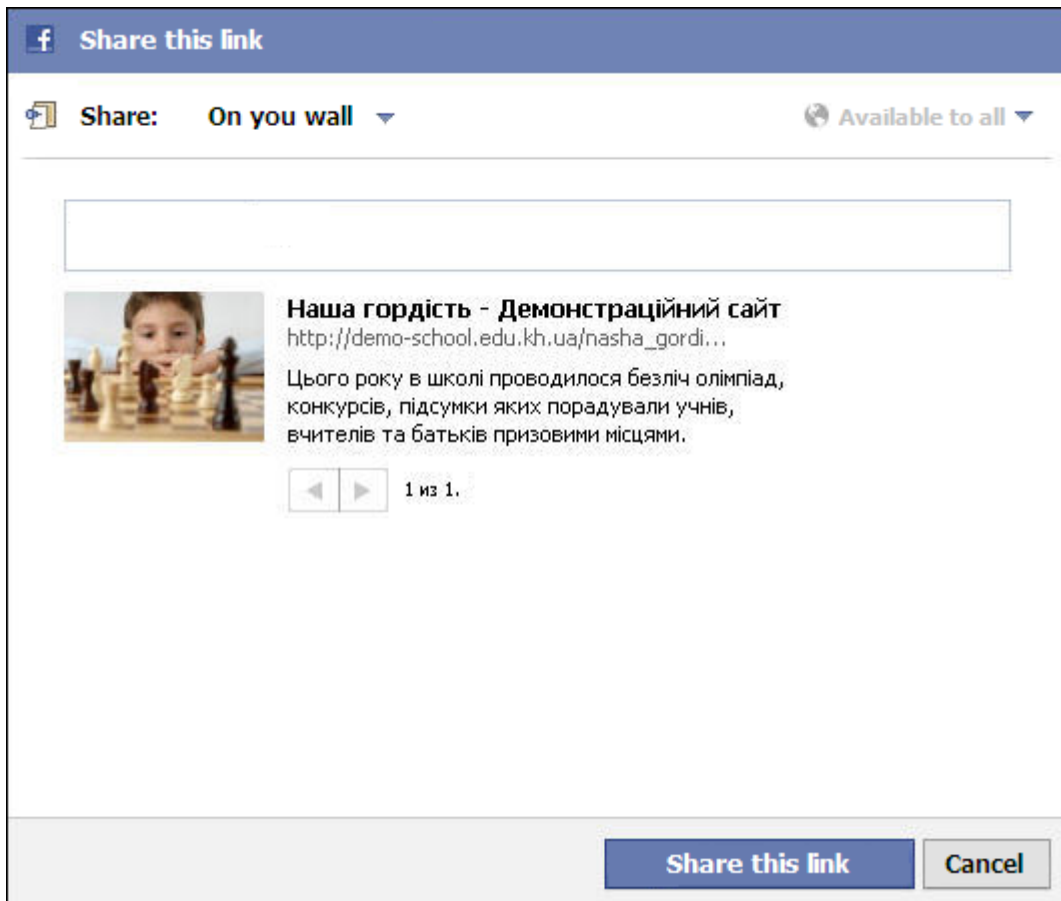 Share this link
Share: On you wall Available to all
Наша гордість - Демонстраційний сайт
http://demo-school.edu.kh.ua/nasha_gordi...
Цього року в школі проводилося безліч олімпіад,
конкурсів, підсумки яких порадували учнів,
вчителів та батьків призовими місцями.
1 из 1.
Share this link Cancel